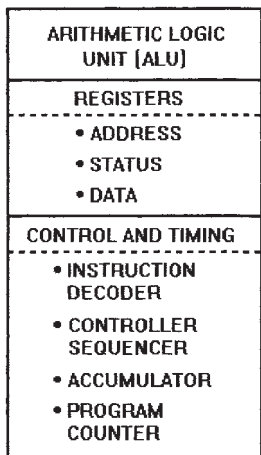 ARITHMETIC LOGIC
UNIT (ALU)
REGISTERS
• ADDRESS
• STATUS
• DATA
CONTROL AND TIMING
• INSTRUCTION
DECODER
• CONTROLLER
SEQUENCER
• ACCUMULATOR
• PROGRAM
COUNTER